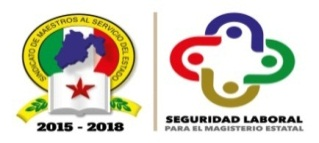 SINDICATO DE MAESTROS AL SERVICIO DEL ESTADO
2015 - 2018
SEGURIDAD LABORAL
PARA EL MAGISTERIO ESTATAL